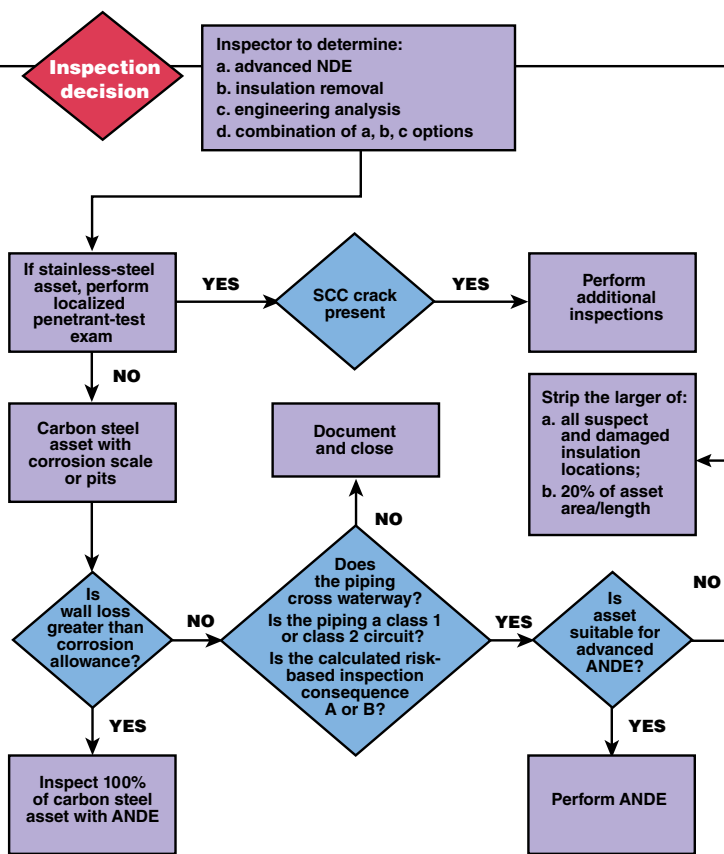 Inspection
decision
Inspector to determine:
a. advanced NDE
b. insulation removal
c. engineering analysis
d. combination of a, b, c options
If stainless-steel
asset, perform
localized
penetrant-test
exam
YES
SCC crack
present
YES
Perform
additional
inspections
NO
Carbon steel
asset with
corrosion scale
or pits
Document
and close
Strip the larger of:
a. all suspect
and damaged
insulation
locations;
b. 20% of asset
area/length
NO
Is
wall loss
greater than
corrosion
allowance?
NO
Does
the piping
cross waterway?
Is the piping a class 1
or class 2 circuit?
Is the calculated risk-
based inspection
consequence
A or B?
YES
Is
asset
suitable for
advanced
ANDE?
NO
YES
Inspect 100%
of carbon steel
asset with ANDE
YES
Perform ANDE